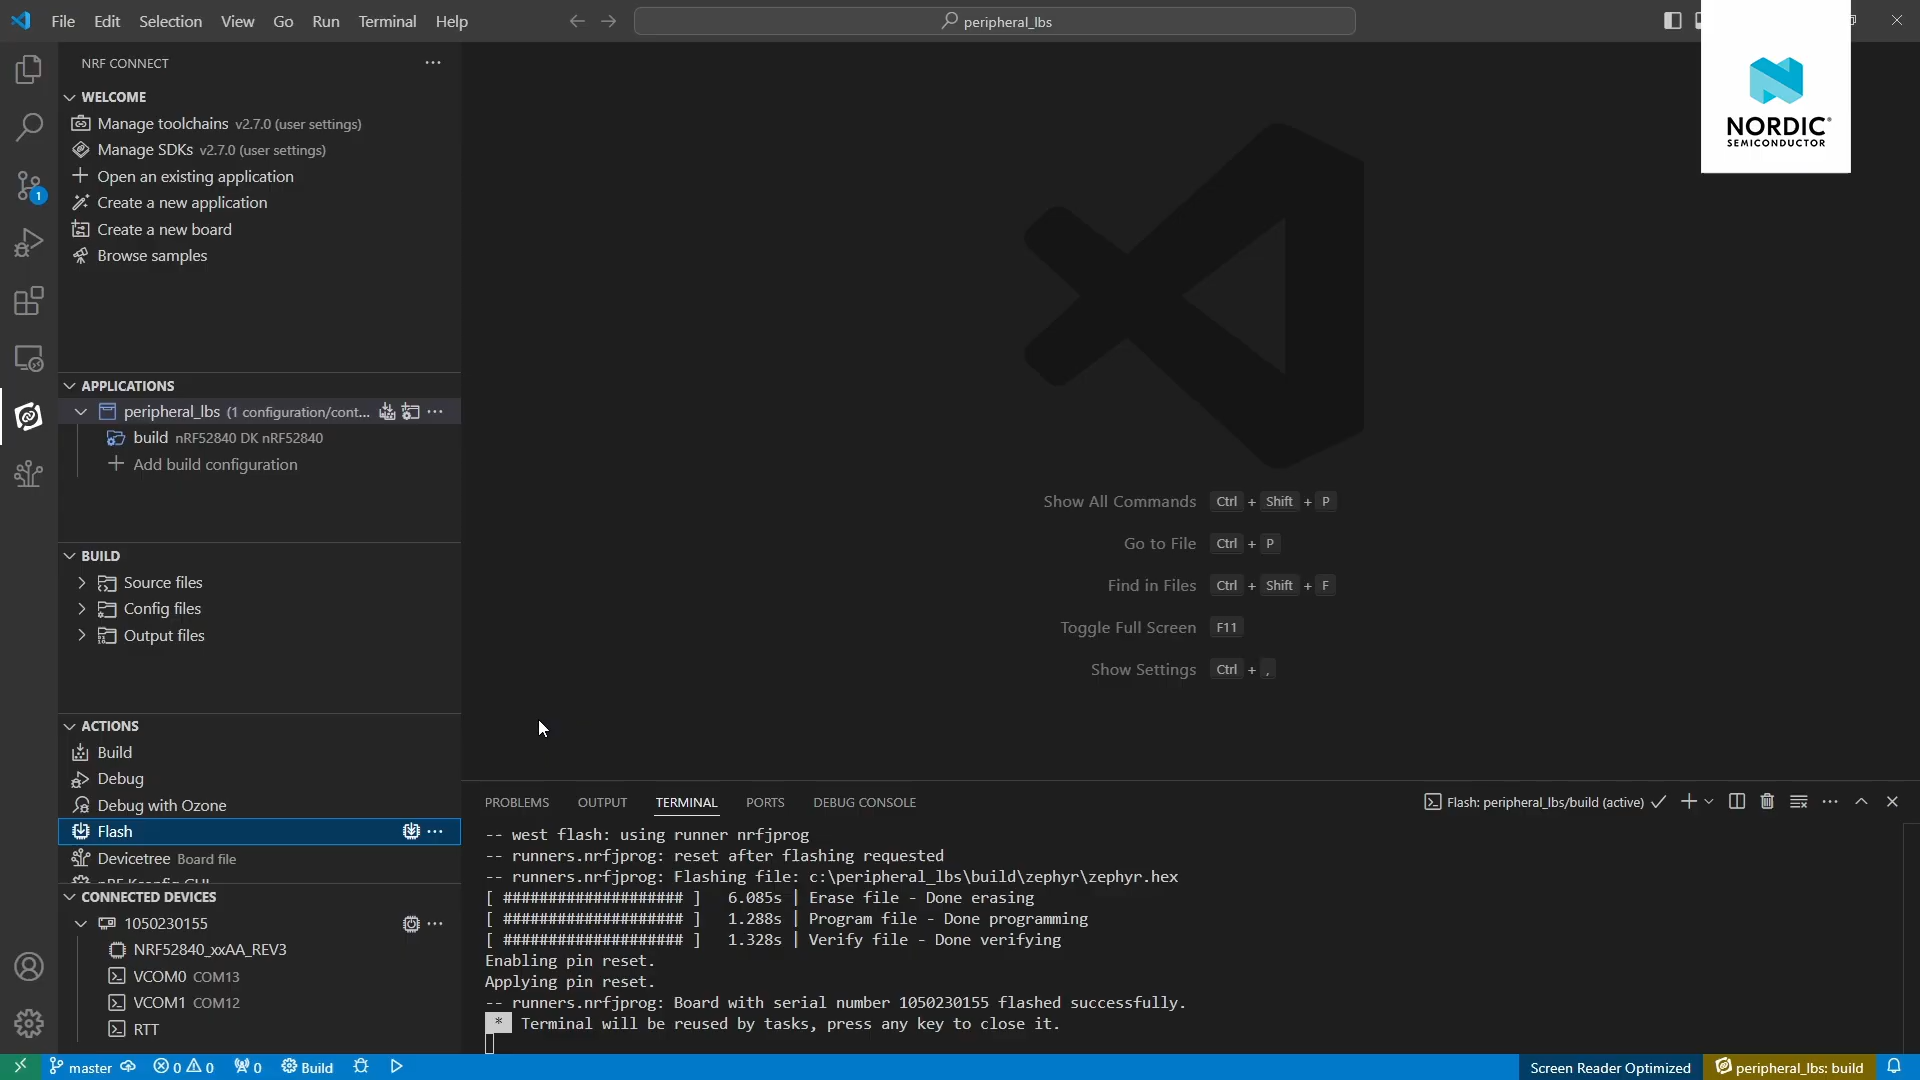 File Edit Selection View Go Run Terminal Help
peripheral_lbs
NORDIC®
SEMICONDUCTOR
NRF CONNECT
WELCOME
Manage toolchains v2.7.0 (user settings)
Manage SDKs v2.7.0 (user settings)
Open an existing application
Create a new application
1
Create a new board
Browse samples
APPLICATIONS
peripheral_lbs (1 configuration/cont...
build nRF52840 DK nRF52840
Add build configuration
BUILD
Source files
Config files
Output files
ACTIONS
Build
Debug
Debug with Ozone
Flash
Devicetree Board file
nRF Kconfig GUI
CONNECTED DEVICES
1050230155
NRF52840_xxAA_REV3
VCOM0 COM13
VCOM1 COM12
RTT
Show All Commands Ctrl + Shift + P
Go to File Ctrl + P
Find in Files Ctrl + Shift + F
Toggle Full Screen F11
Show Settings Ctrl + ,
PROBLEMS OUTPUT TERMINAL PORTS DEBUG CONSOLE
Flash: peripheral_lbs/build (active)
-- west flash: using runner nrfjprog
-- runners.nrfjprog: reset after flashing requested
-- runners.nrfjprog: Flashing file: c:\peripheral_lbs\build\zephyr\zephyr.hex
[ #################### ] 6.085s | Erase file - Done erasing
[ #################### ] 1.288s | Program file - Done programming
[ #################### ] 1.328s | Verify file - Done verifying
Enabling pin reset.
Applying pin reset.
-- runners.nrfjprog: Board with serial number 1050230155 flashed successfully.
* Terminal will be reused by tasks, press any key to close it.
master 0 0 0 Build
Screen Reader Optimized peripheral_lbs: build